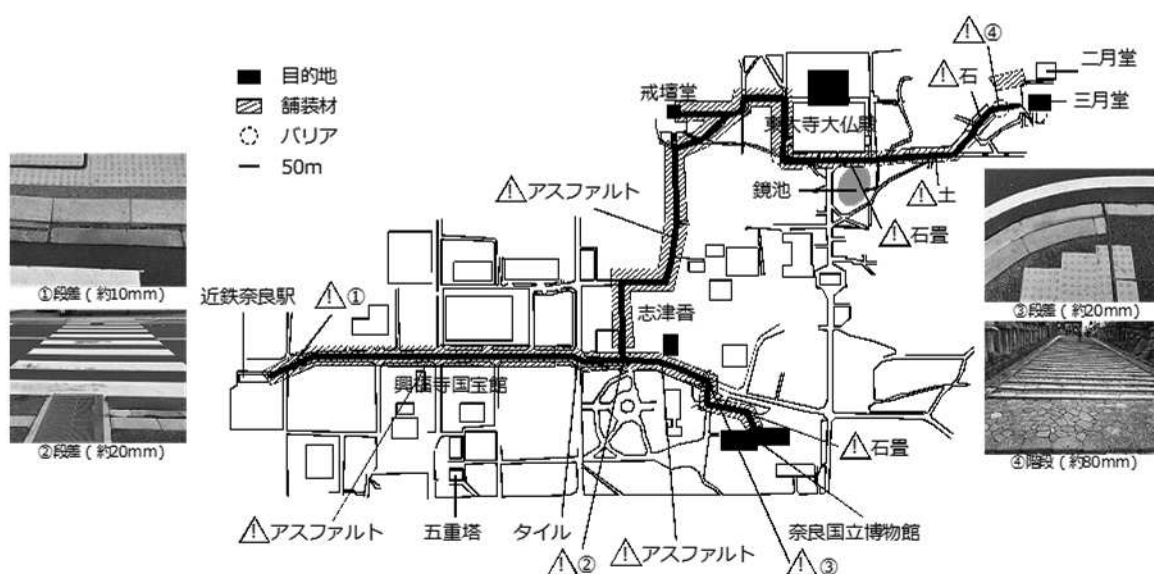 目的地
舗装材
バリア
50m
④
二月堂
石
三月堂
戒壇堂
東大寺大仏殿
アスファルト
鏡池
土
石畳
①段差(約10mm)
近鉄奈良駅
①
志津香
③段差(約20mm)
興福寺国宝館
②段差(約20mm)
石畳
④階段(約80mm)
アスファルト
五重塔
タイル
②
アスファルト
奈良国立博物館
③